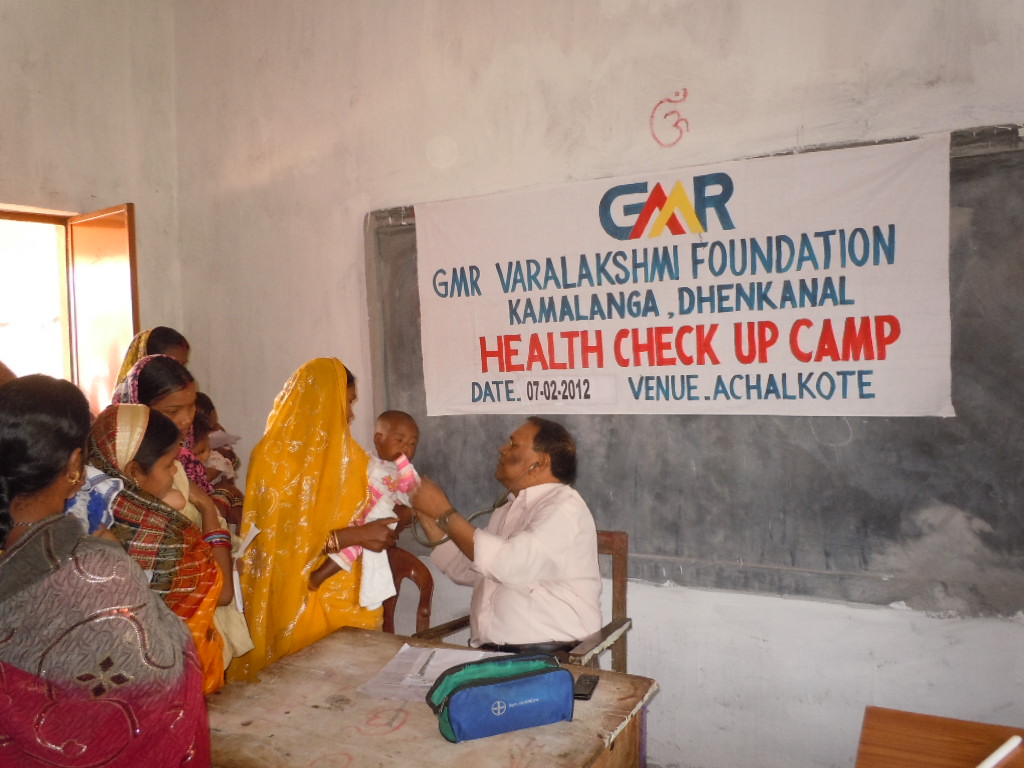 ॐ
GMR
GMR VARALAKSHMI FOUNDATION
KAMALANGA, DHENKANAL
HEALTH CHECK UP CAMP
DATE.. 07-02-2012 VENUE. ACHALKOTE